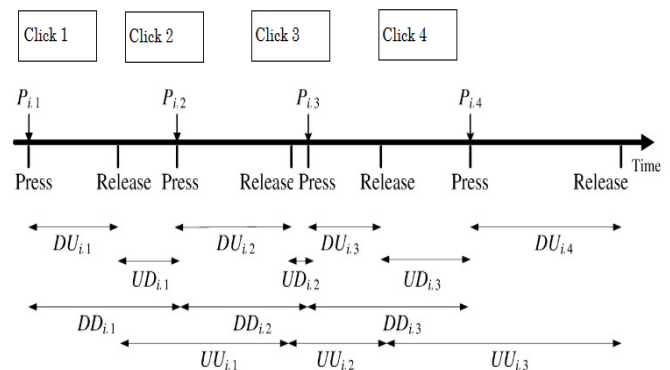 Click 1 Click 2 Click 3 Click 4
P_{i.1} P_{i.2} P_{i.3} P_{i.4}
Time
Press Release Press Release Press Release Press Release
DU_{i.1} DU_{i.2} DU_{i.3} DU_{i.4}
UD_{i.1} UD_{i.2} UD_{i.3}
DD_{i.1} DD_{i.2} DD_{i.3}
UU_{i.1} UU_{i.2} UU_{i.3}